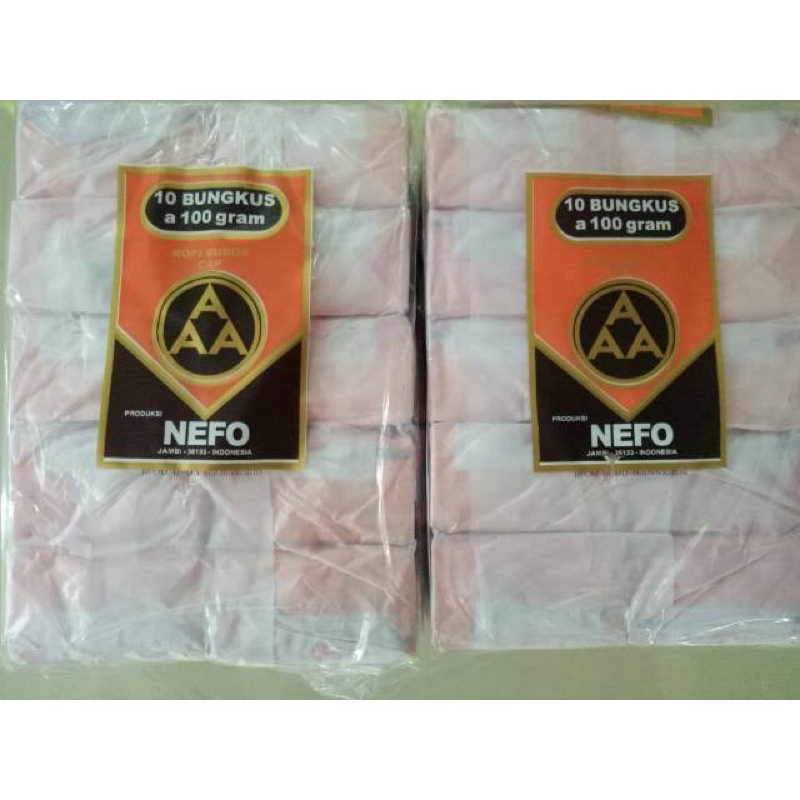 10 BUNGKUS
a 100 gram
KOPI BUBUK
CAP
A
AAA
PRODUKSI
NEFO
JAMBI - 36133 - INDONESIA
10 BUNGKUS
a 100 gram
A
AA
PRODUKSI
NEFO
JAMBI - 36133 - INDONESIA